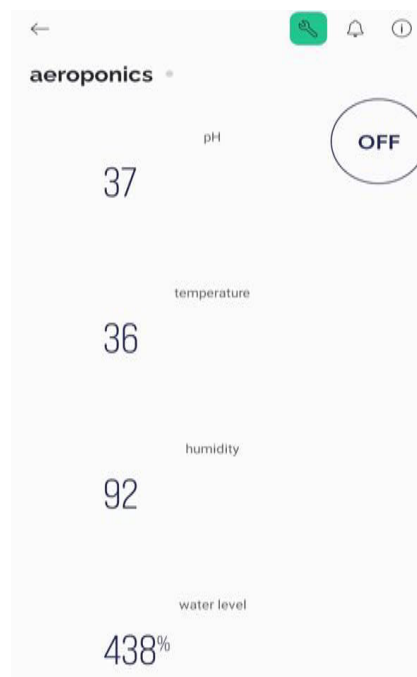 aeroponics
pH
OFF
37
temperature
36
humidity
92
water level
438%